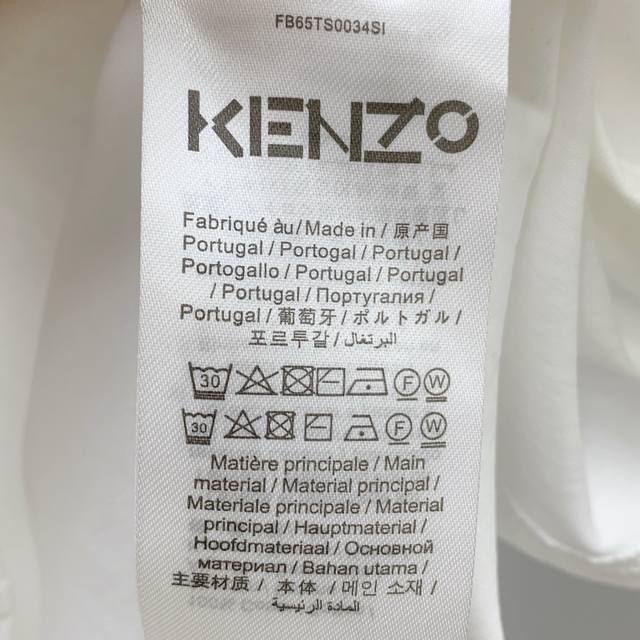 FB65TS0034SI
KENZO
Fabriqué àu/Made in/原产国
Portugal / Portogal / Portugal /
Portogallo / Portugal / Portugal
/ Portugal / Португалия /
Portugal / 葡萄牙 / ポルトガル /
포르투갈 / البرتغال
30 F W
30 F W
Matière principale / Main
material / Material principal /
Materiale principale / Material
principal / Hauptmaterial /
Hoofdmateriaal / Основной
материал / Bahan utama /
主要材质 / 本体 / 메인 소재 /
المادة الرئيسية